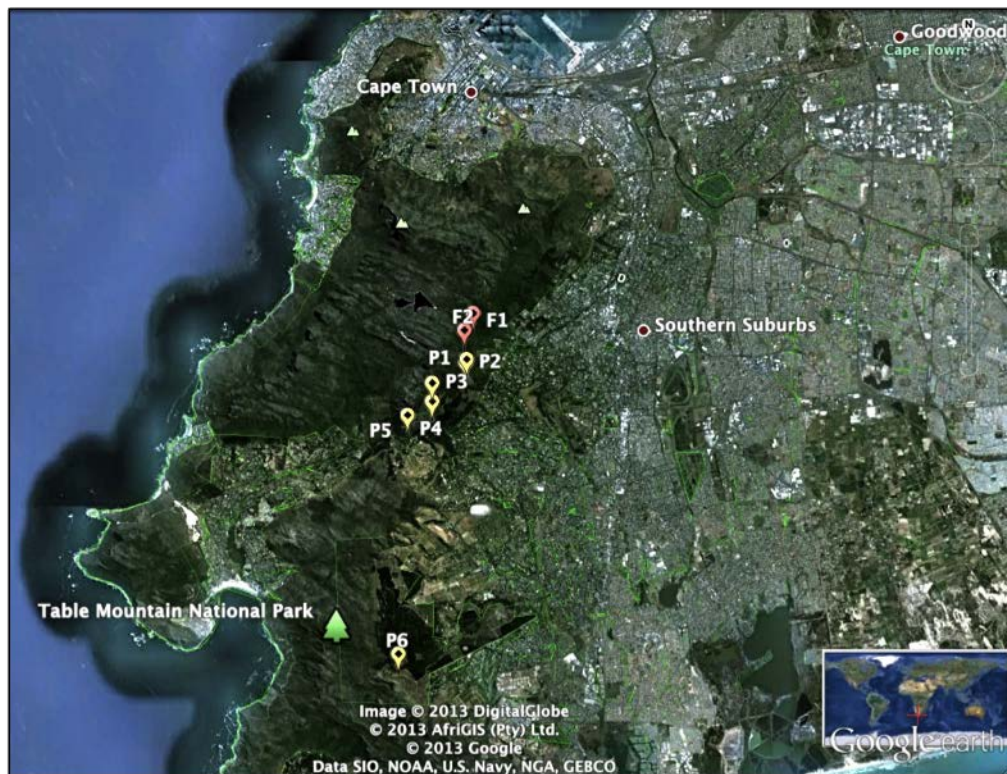 N
Goodwood
Cape Town
Cape Town
F2
F1
Southern Suburbs
P1
P2
P3
P5
P4
Table Mountain National Park
P6
Image © 2013 DigitalGlobe
© 2013 AfriGIS (Pty) Ltd.
© 2013 Google
Data SIO, NOAA, U.S. Navy, NGA, GEBCO
Google earth